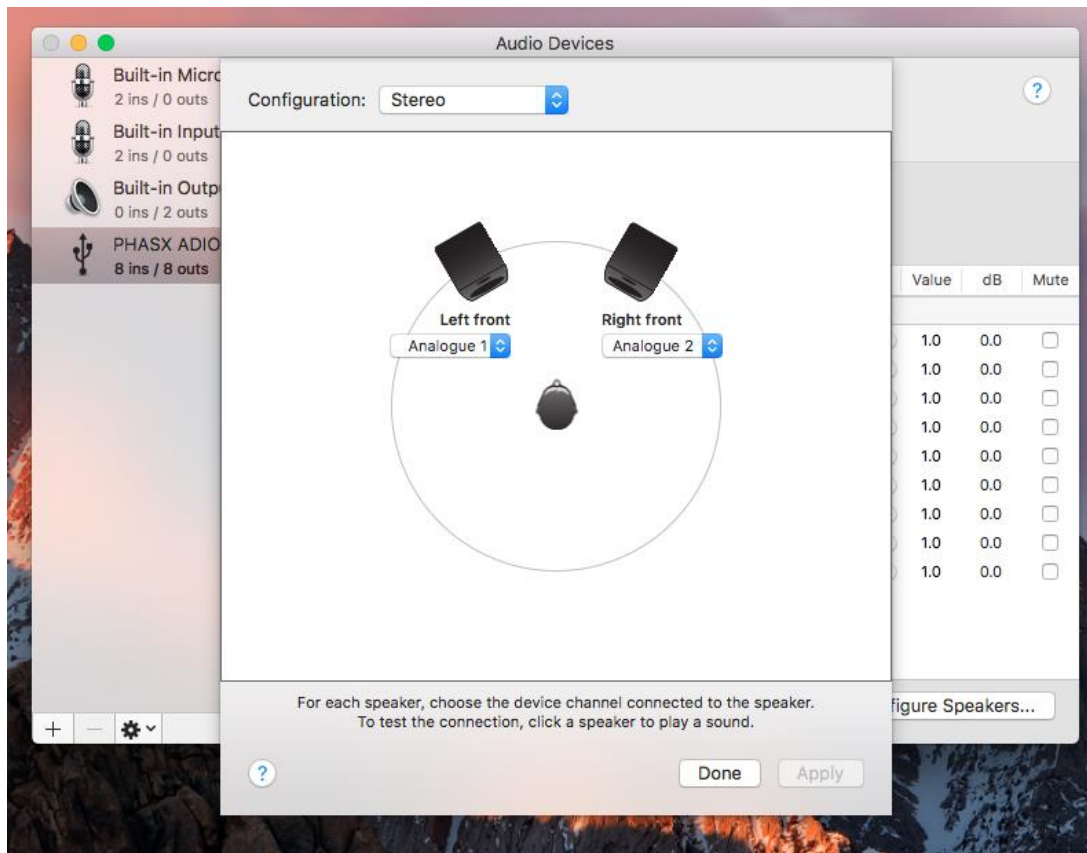 Audio Devices
Built-in Micro
2 ins / 0 outs
Built-in Input
2 ins / 0 outs
Built-in Outp
0 ins / 2 outs
PHASX ADIO
8 ins / 8 outs
Configuration: Stereo
?
Left front
Analogue 1
Right front
Analogue 2
Value dB Mute
1.0 0.0
1.0 0.0
1.0 0.0
1.0 0.0
1.0 0.0
1.0 0.0
1.0 0.0
1.0 0.0
1.0 0.0
For each speaker, choose the device channel connected to the speaker.
To test the connection, click a speaker to play a sound.
figure Speakers...
?
Done Apply